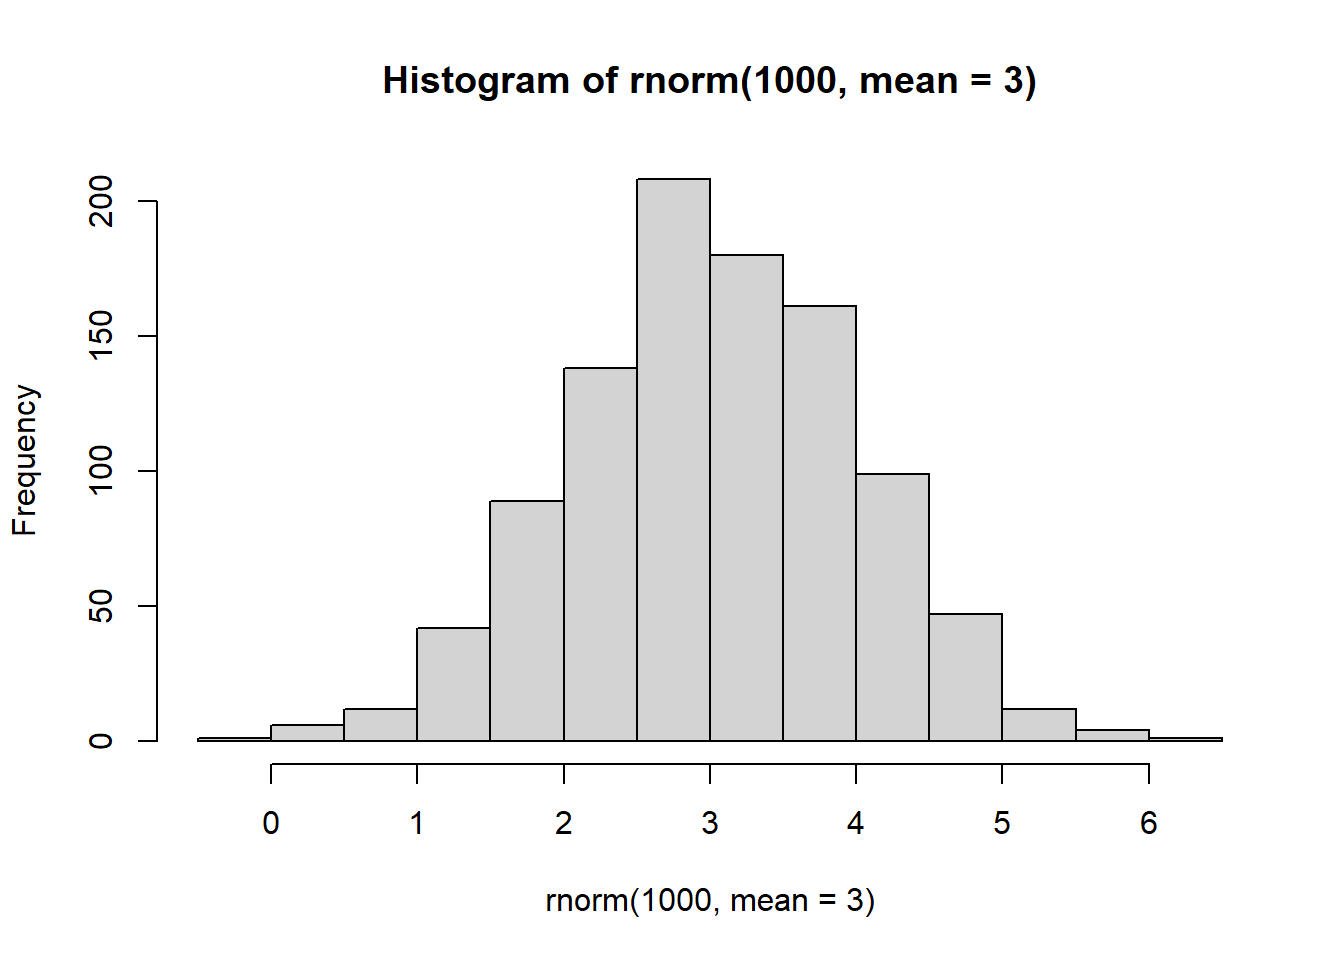 Histogram of rnorm(1000, mean = 3)
Frequency
200
150
100
50
0
0 1 2 3 4 5 6
rnorm(1000, mean = 3)